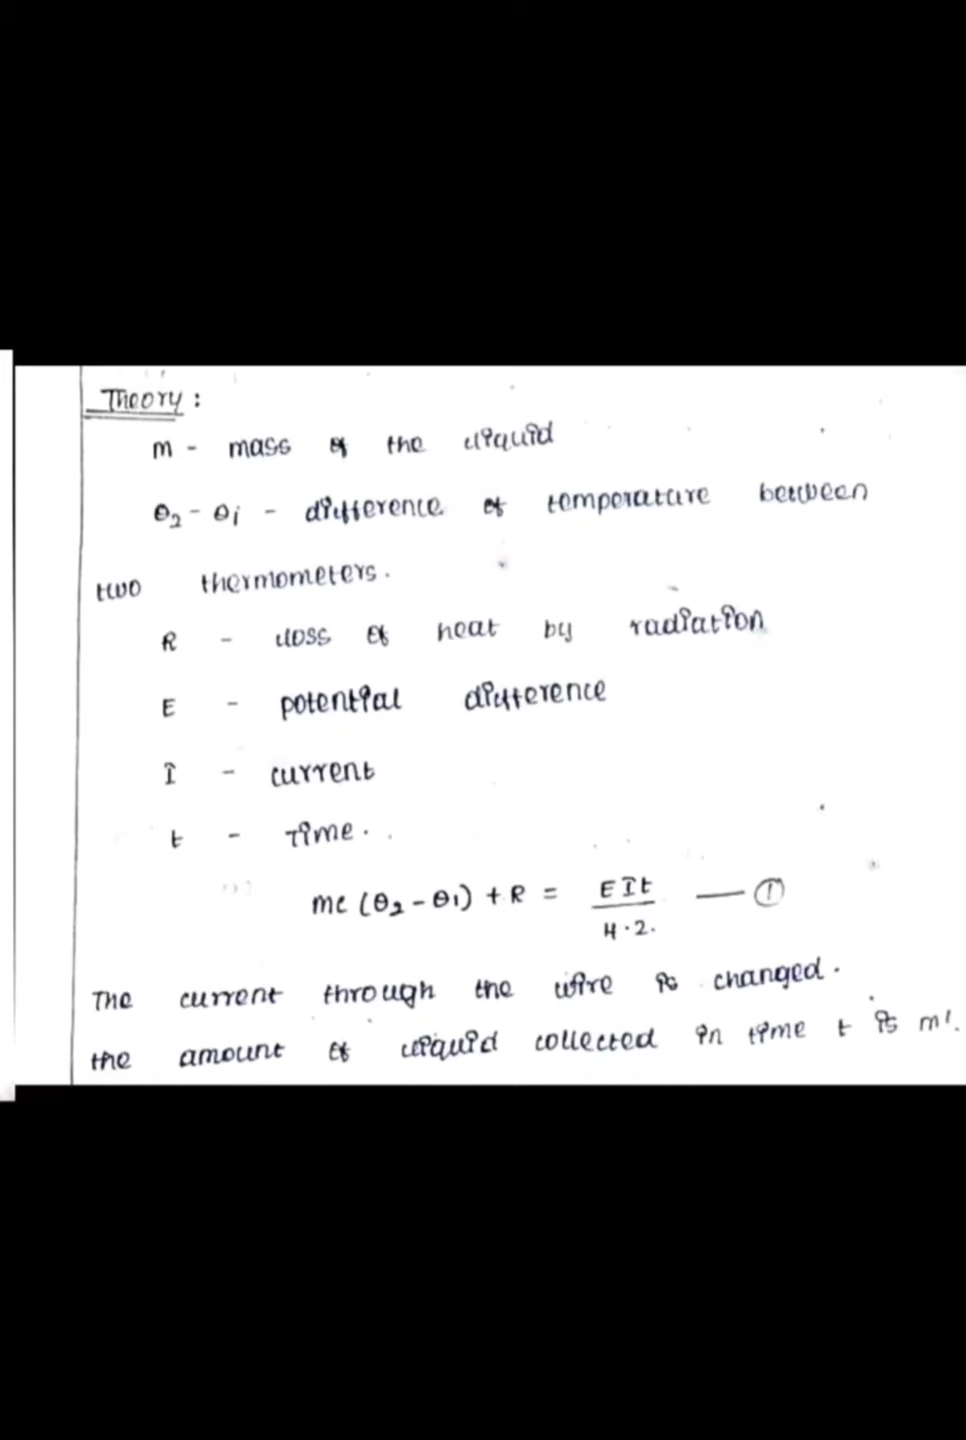 Theory :
m - mass of the liquid
θ₂ - θ₁ - difference of temperature between
two thermometers.
R - loss of heat by radiation
E - potential difference
I - current
t - Time.
mc (θ₂ - θ₁) + R = EIt / 4.2. —— ①
The current through the wire is changed.
the amount of liquid collected in time t is m'.